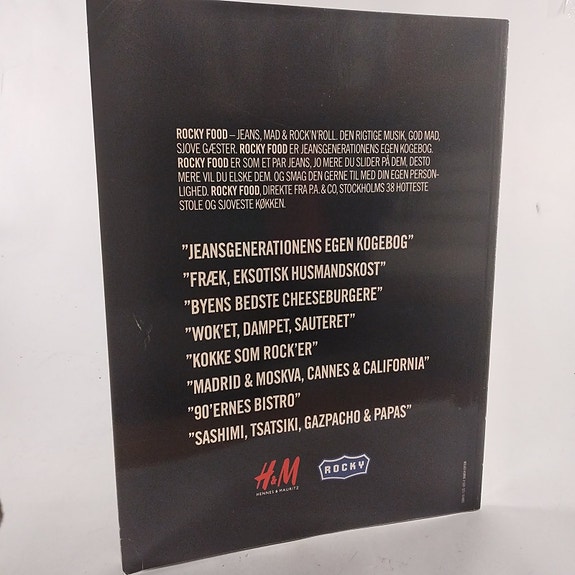 ROCKY FOOD – JEANS, MAD & ROCK'N'ROLL. DEN RIGTIGE MUSIK, GOD MAD,
SJOVE GÆSTER. ROCKY FOOD ER JEANSGENERATIONENS EGEN KOGEBOG.
ROCKY FOOD ER SOM ET PAR JEANS, JO MERE DU SLIDER PÅ DEM, DESTO
MERE VIL DU ELSKE DEM. OG SMAG DEN GERNE TIL MED DIN EGEN PERSON-
LIGHED. ROCKY FOOD, DIREKTE FRA P.A. & CO, STOCKHOLMS 38 HOTTESTE
STOLE OG SJOVESTE KØKKEN.
"JEANSGENERATIONENS EGEN KOGEBOG"
"FRÆK, EKSOTISK HUSMANDSKOST"
"BYENS BEDSTE CHEESEBURGERE"
"WOK'ET, DAMPET, SAUTERET"
"KOKKE SOM ROCK'ER"
"MADRID & MOSKVA, CANNES & CALIFORNIA"
"90'ERNES BISTRO"
"SASHIMI, TSATSIKI, GAZPACHO & PAPAS"
H&M
HENNES & MAURITZ
ROCKY